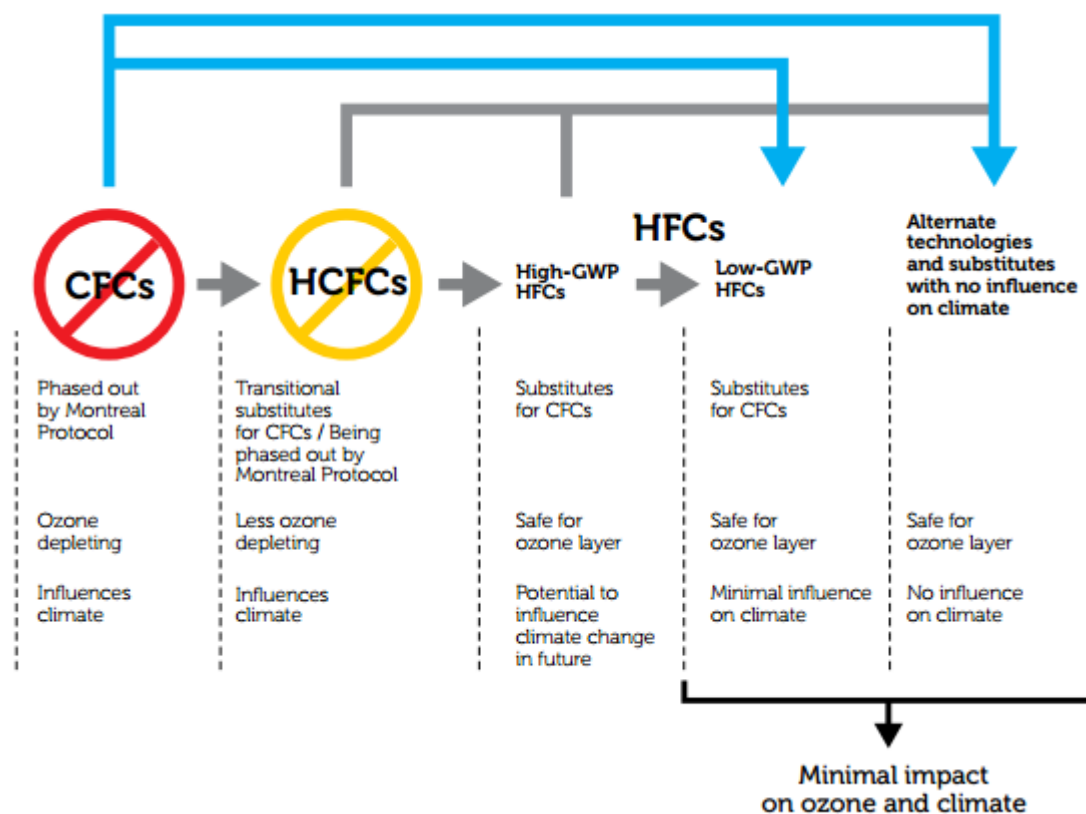 CFCs
HCFCs
HFCs
High-GWP
HFCs
Low-GWP
HFCs
Alternate
technologies
and substitutes
with no influence
on climate
Phased out
by Montreal
Protocol
Transitional
substitutes
for CFCs / Being
phased out by
Montreal Protocol
Substitutes
for CFCs
Substitutes
for CFCs
Ozone
depleting
Less ozone
depleting
Safe for
ozone layer
Safe for
ozone layer
Safe for
ozone layer
Influences
climate
Influences
climate
Potential to
influence
climate change
in future
Minimal influence
on climate
No influence
on climate
Minimal impact
on ozone and climate